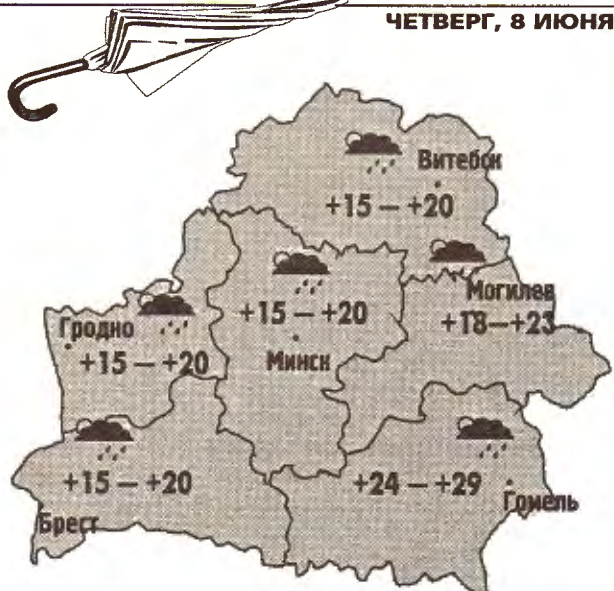 ЧЕТВЕРГ, 8 ИЮНЯ
Витебск
+15 – +20
Могилев
+18–+23
+15 – +20
Минск
Гродно
+15 – +20
+15 – +20
Брест
+24 – +29
Гомель